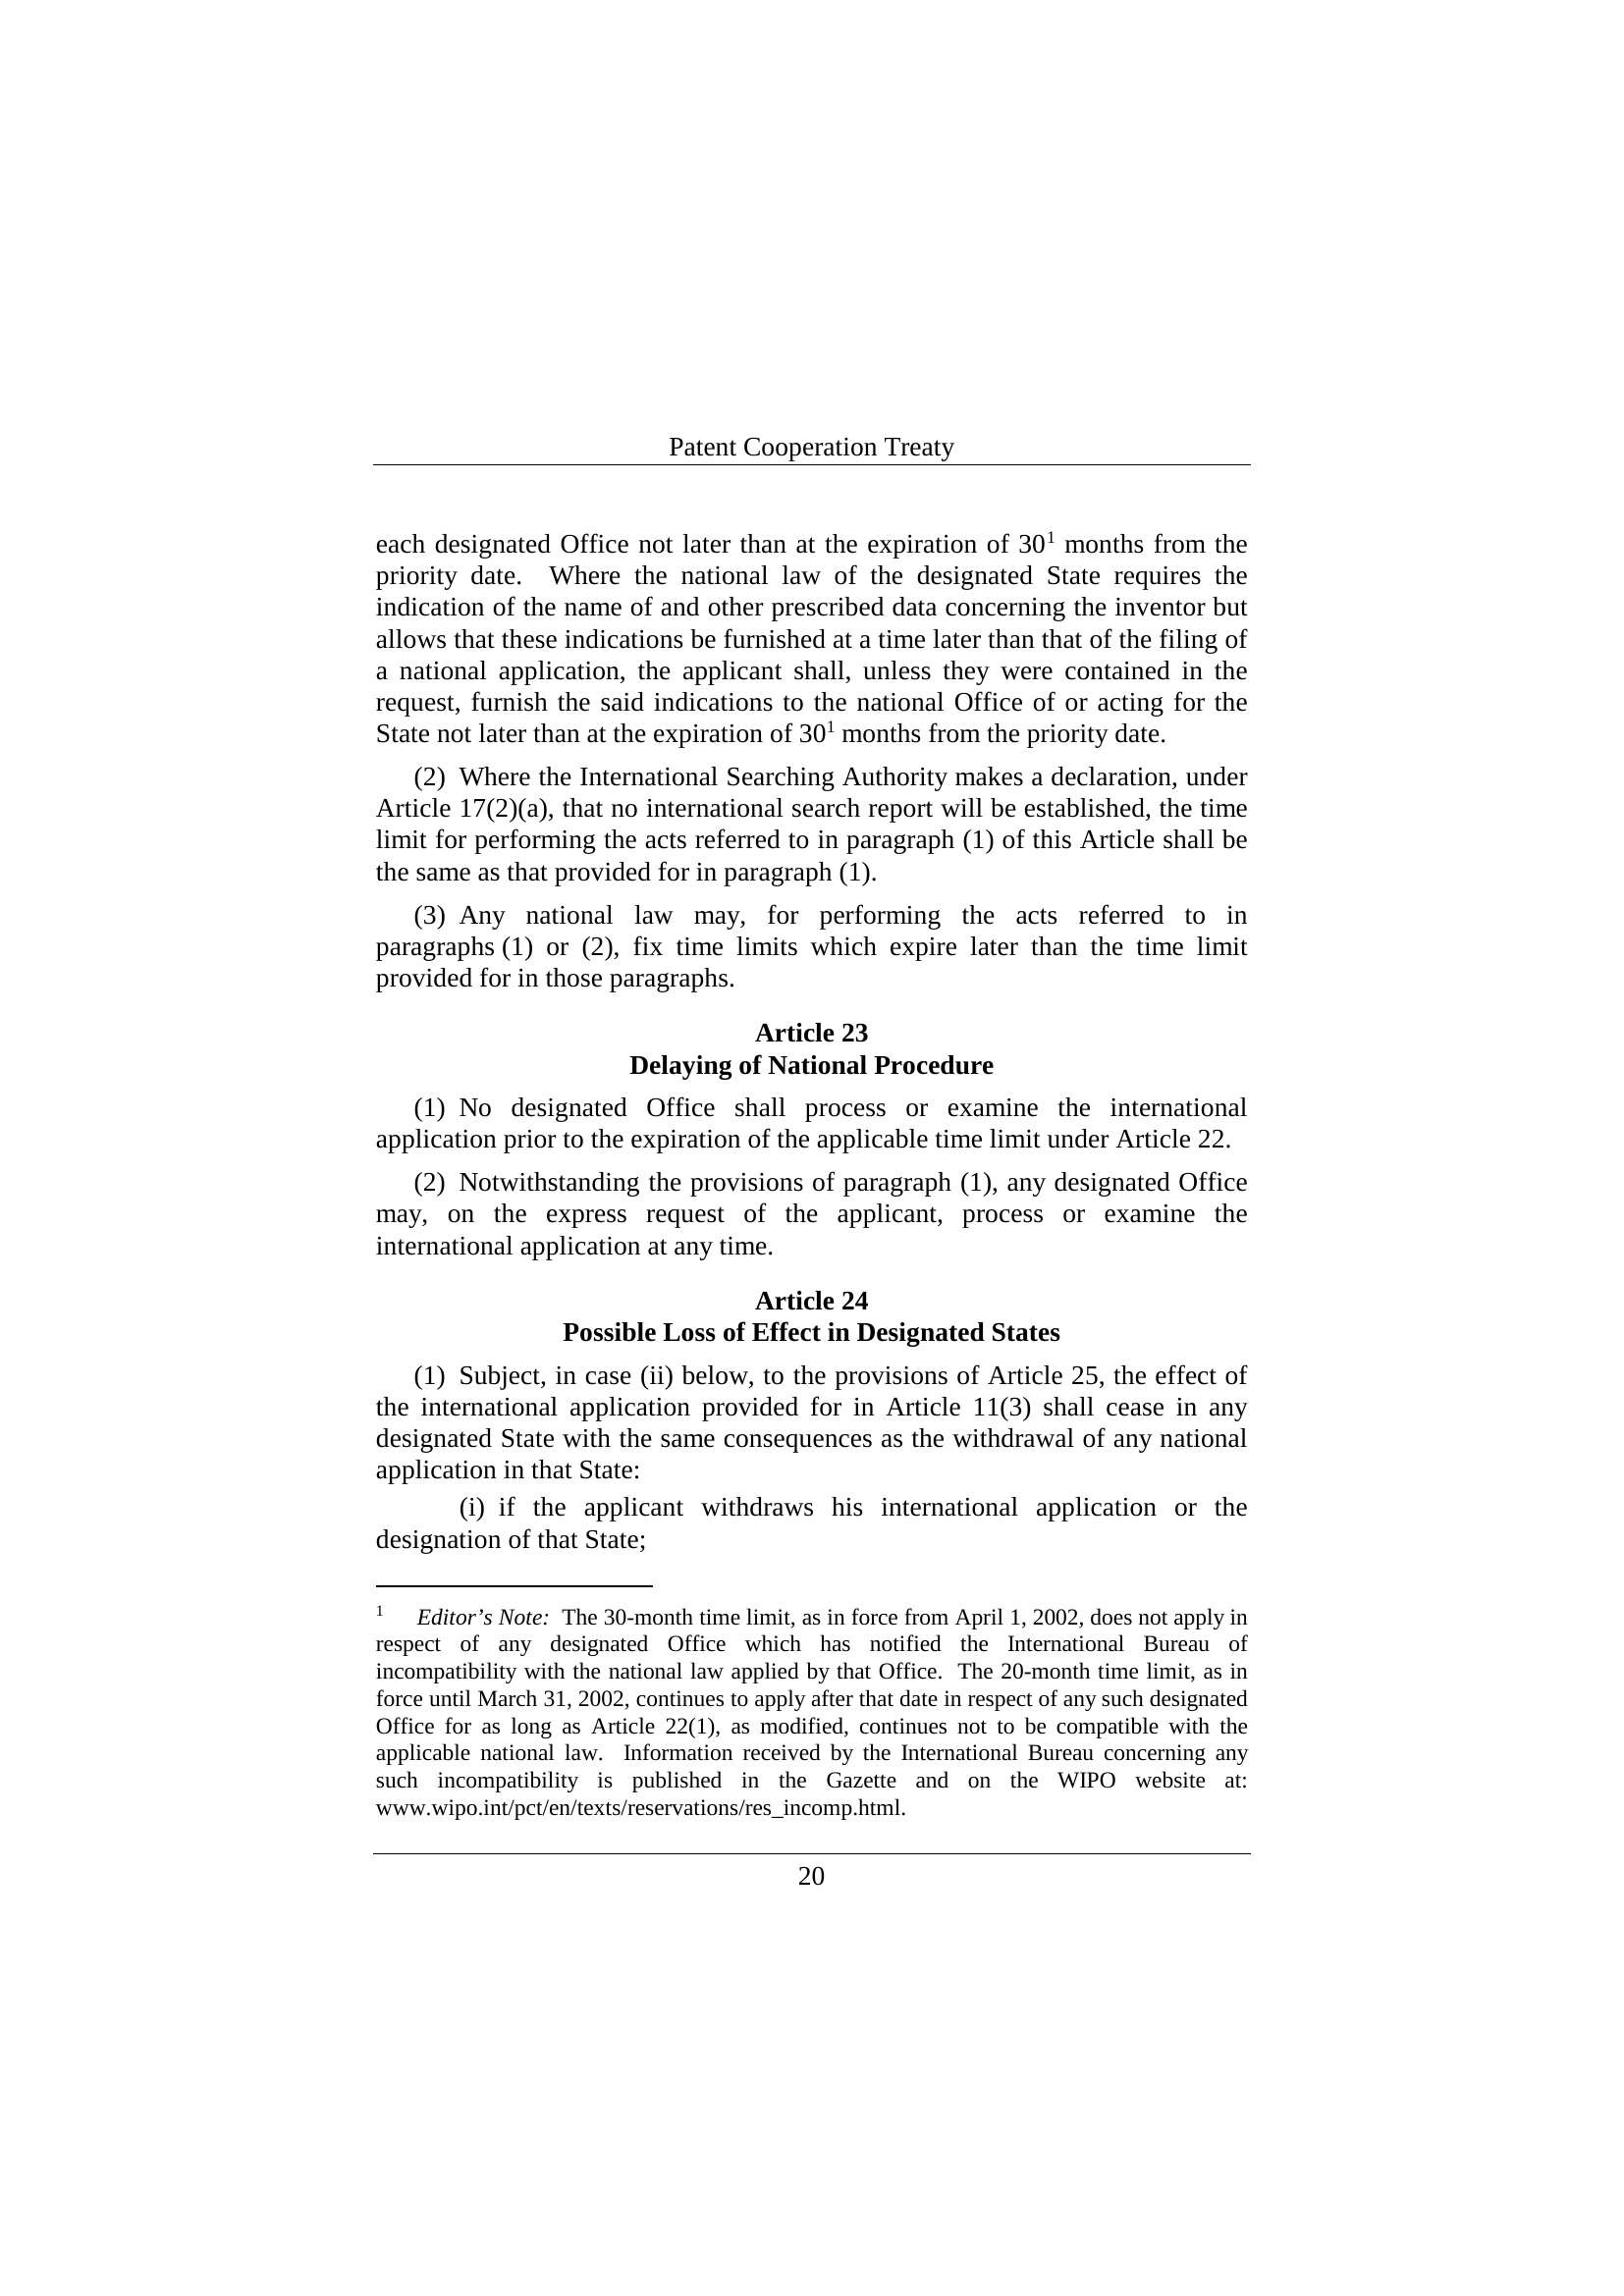 Patent Cooperation Treaty
each designated Office not later than at the expiration of 30¹ months from the
priority date.  Where the national law of the designated State requires the
indication of the name of and other prescribed data concerning the inventor but
allows that these indications be furnished at a time later than that of the filing of
a national application, the applicant shall, unless they were contained in the
request, furnish the said indications to the national Office of or acting for the
State not later than at the expiration of 30¹ months from the priority date.
(2) Where the International Searching Authority makes a declaration, under
Article 17(2)(a), that no international search report will be established, the time
limit for performing the acts referred to in paragraph (1) of this Article shall be
the same as that provided for in paragraph (1).
(3) Any national law may, for performing the acts referred to in
paragraphs (1) or (2), fix time limits which expire later than the time limit
provided for in those paragraphs.
Article 23
Delaying of National Procedure
(1) No designated Office shall process or examine the international
application prior to the expiration of the applicable time limit under Article 22.
(2) Notwithstanding the provisions of paragraph (1), any designated Office
may, on the express request of the applicant, process or examine the
international application at any time.
Article 24
Possible Loss of Effect in Designated States
(1) Subject, in case (ii) below, to the provisions of Article 25, the effect of
the international application provided for in Article 11(3) shall cease in any
designated State with the same consequences as the withdrawal of any national
application in that State:
(i) if the applicant withdraws his international application or the
designation of that State;
¹ Editor’s Note:  The 30-month time limit, as in force from April 1, 2002, does not apply in
respect of any designated Office which has notified the International Bureau of
incompatibility with the national law applied by that Office.  The 20-month time limit, as in
force until March 31, 2002, continues to apply after that date in respect of any such designated
Office for as long as Article 22(1), as modified, continues not to be compatible with the
applicable national law.  Information received by the International Bureau concerning any
such incompatibility is published in the Gazette and on the WIPO website at:
www.wipo.int/pct/en/texts/reservations/res_incomp.html.
20